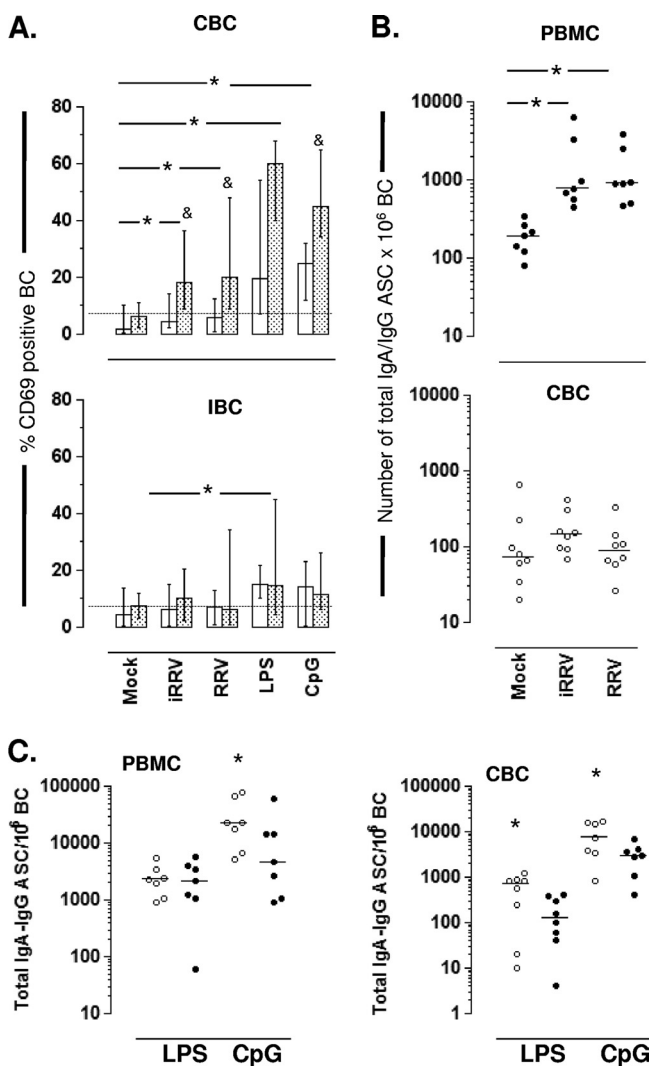 A.
CBC
% CD69 positive BC
80
60
40
20
0
*
*
*
*
&
&
&
IBC
80
60
40
20
0
*
Mock
iRRV
RRV
LPS
CpG
B.
PBMC
Number of total IgA/IgG ASC x 10⁶ BC
10000
1000
100
10
*
*
CBC
10000
1000
100
10
Mock
iRRV
RRV
C.
PBMC
Total IgA-IgG ASC/10⁶ BC
100000
10000
1000
100
10
*
LPS CpG
CBC
Total IgA-IgG ASC/10⁶ BC
100000
10000
1000
100
10
1
*
*
LPS CpG